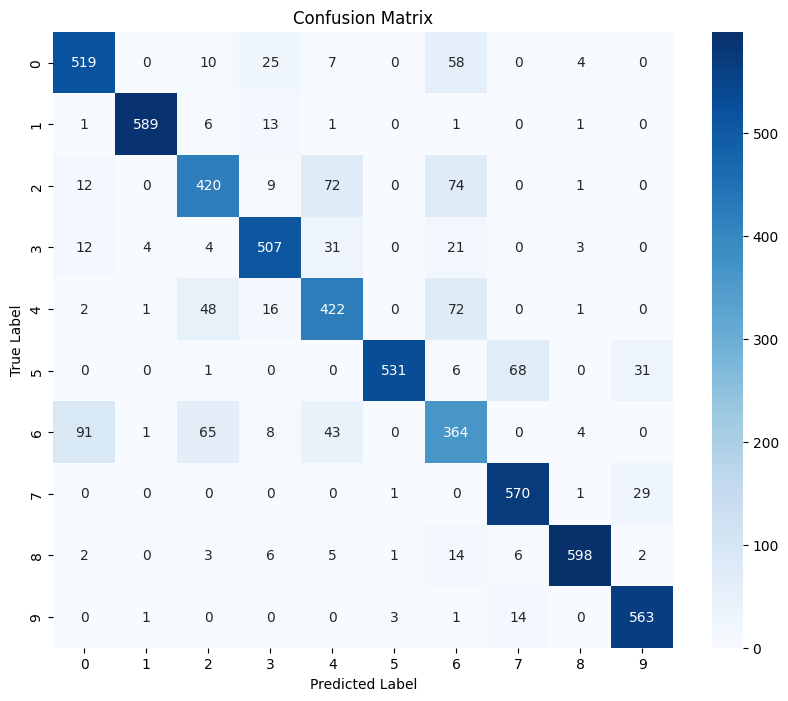 Confusion Matrix
0 519 0 10 25 7 0 58 0 4 0
1 1 589 6 13 1 0 1 0 1 0
2 12 0 420 9 72 0 74 0 1 0
3 12 4 4 507 31 0 21 0 3 0
4 2 1 48 16 422 0 72 0 1 0
5 0 0 1 0 0 531 6 68 0 31
6 91 1 65 8 43 0 364 0 4 0
7 0 0 0 0 0 1 0 570 1 29
8 2 0 3 6 5 1 14 6 598 2
9 0 1 0 0 0 3 1 14 0 563
0 1 2 3 4 5 6 7 8 9
Predicted Label
True Label
500
400
300
200
100
0